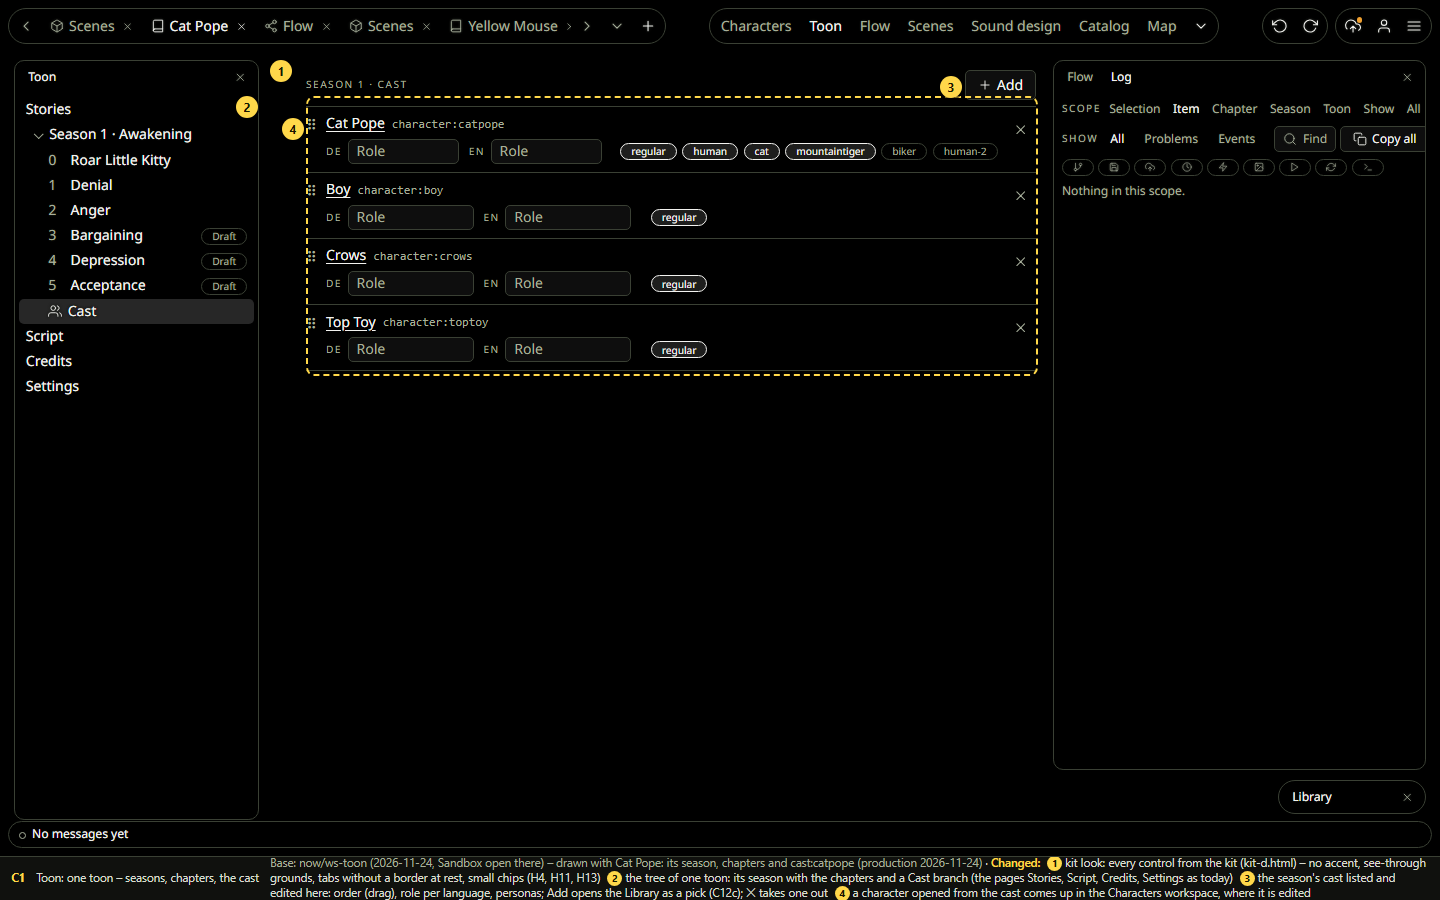 Scenes × Cat Pope × Flow × Scenes × Yellow Mouse
Characters Toon Flow Scenes Sound design Catalog Map
Toon ×
Stories 2
Season 1 · Awakening
0 Roar Little Kitty
1 Denial
2 Anger
3 Bargaining Draft
4 Depression Draft
5 Acceptance Draft
Cast
Script
Credits
Settings
1
SEASON 1 · CAST 3 + Add
4 Cat Pope character:catpope ×
DE Role EN Role regular human cat mountaintiger biker human-2
Boy character:boy ×
DE Role EN Role regular
Crows character:crows ×
DE Role EN Role regular
Top Toy character:toptoy ×
DE Role EN Role regular
Flow Log ×
SCOPE Selection Item Chapter Season Toon Show All
SHOW All Problems Events Find Copy all
Nothing in this scope.
Library ×
No messages yet
C1 Toon: one toon – seasons, chapters, the cast
Base: now/ws-toon (2026-11-24, Sandbox open there) – drawn with Cat Pope: its season, chapters and cast:catpope (production 2026-11-24) · Changed: 1 kit look: every control from the kit (kit-d.html) – no accent, see-through
grounds, tabs without a border at rest, small chips (H4, H11, H13) 2 the tree of one toon: its season with the chapters and a Cast branch (the pages Stories, Script, Credits, Settings as today) 3 the season's cast listed and
edited here: order (drag), role per language, personas; Add opens the Library as a pick (C12c); × takes one out 4 a character opened from the cast comes up in the Characters workspace, where it is edited